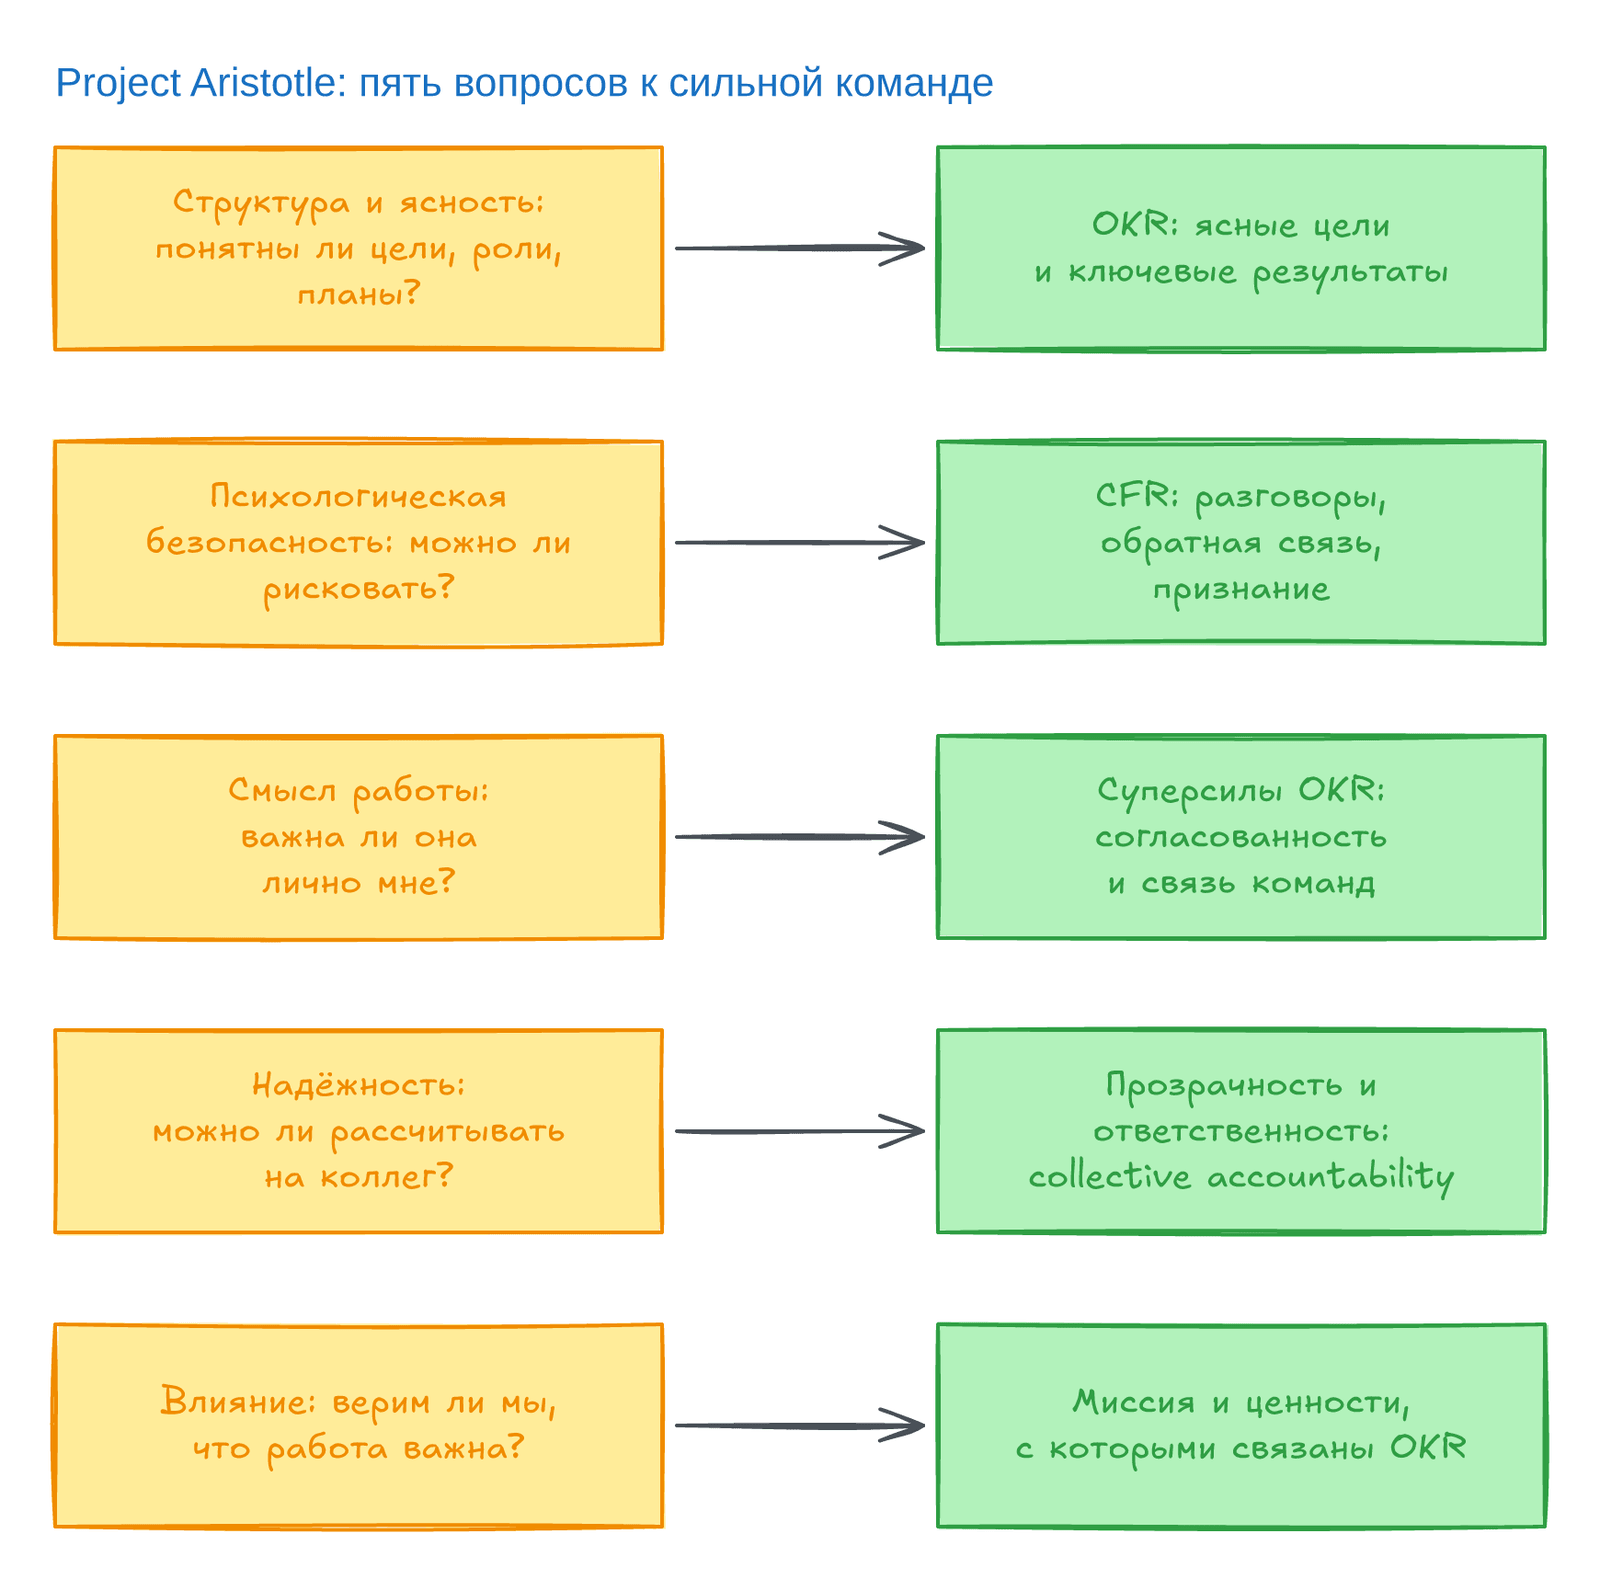 Project Aristotle: пять вопросов к сильной команде
Структура и ясность:
понятны ли цели, роли,
планы?
OKR: ясные цели
и ключевые результаты
Психологическая
безопасность: можно ли
рисковать?
CFR: разговоры,
обратная связь,
признание
Смысл работы:
важна ли она
лично мне?
Суперсилы OKR:
согласованность
и связь команд
Надёжность:
можно ли рассчитывать
на коллег?
Прозрачность и
ответственность:
collective accountability
Влияние: верим ли мы,
что работа важна?
Миссия и ценности,
с которыми связаны OKR